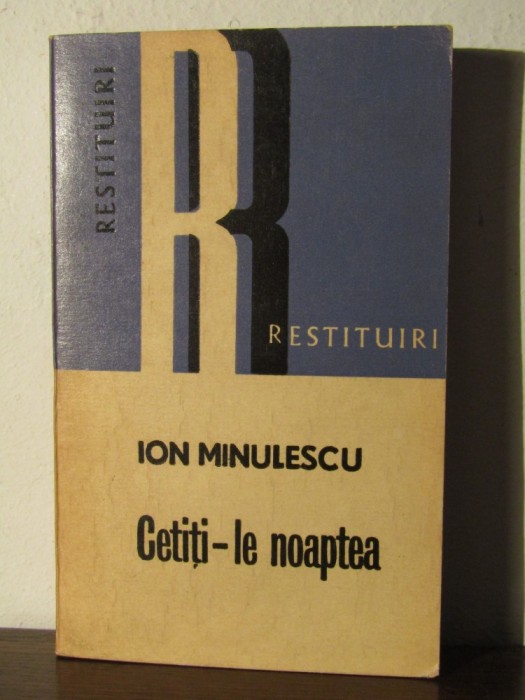 RESTITUIRI
R
RESTITUIRI
ION MINULESCU
Cetiți-le noaptea